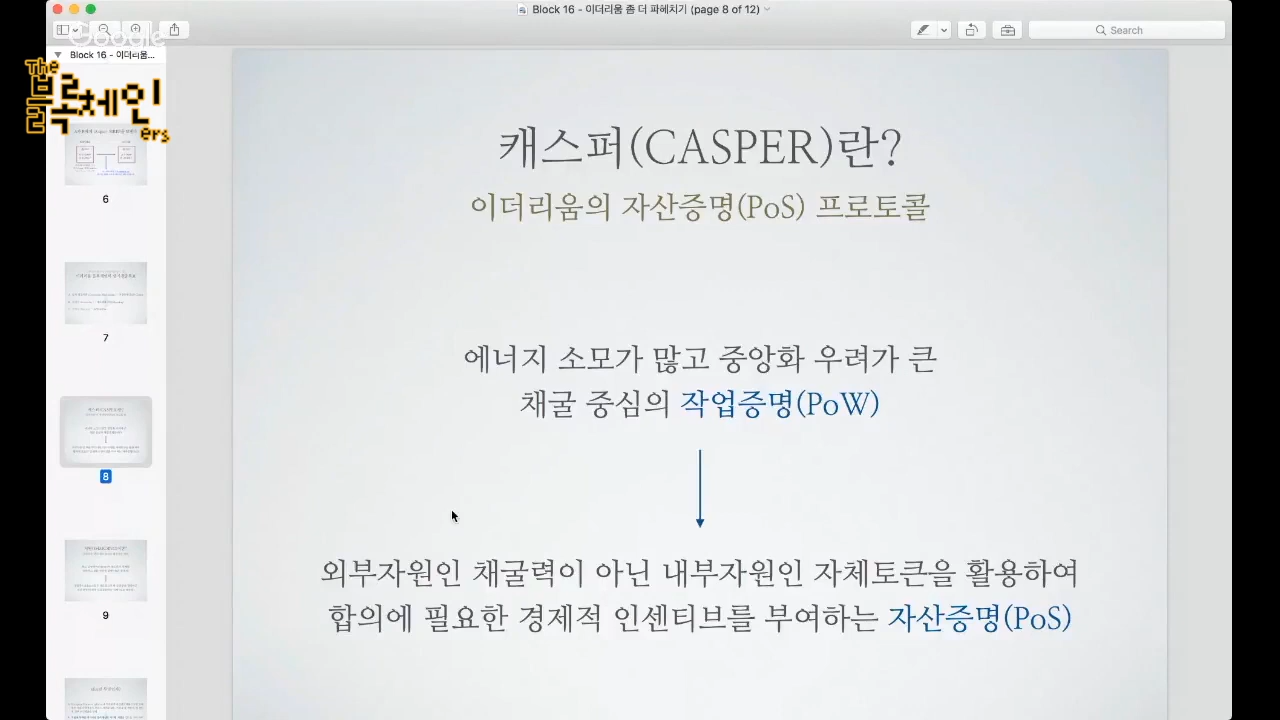 Block 16 - 이더리움 좀 더 파헤치기 (page 8 of 12)
Google
Search
Block 16 - 이더리움...
The
블록체인
ers
6
7
8
9
캐스퍼(CASPER)란?
이더리움의 자산증명(PoS) 프로토콜
에너지 소모가 많고 중앙화 우려가 큰
채굴 중심의 작업증명(PoW)
외부자원인 채굴력이 아닌 내부자원인 자체토큰을 활용하여
합의에 필요한 경제적 인센티브를 부여하는 자산증명(PoS)